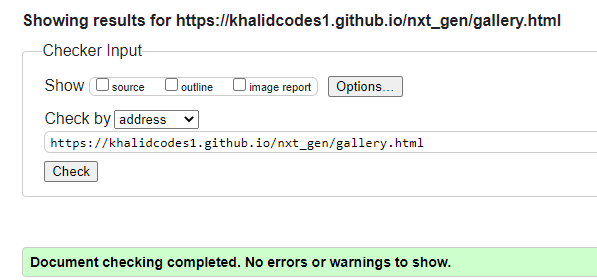 Showing results for https://khalidcodes1.github.io/nxt_gen/gallery.html
Checker Input
Show source outline image report Options...
Check by address
https://khalidcodes1.github.io/nxt_gen/gallery.html
Check
Document checking completed. No errors or warnings to show.